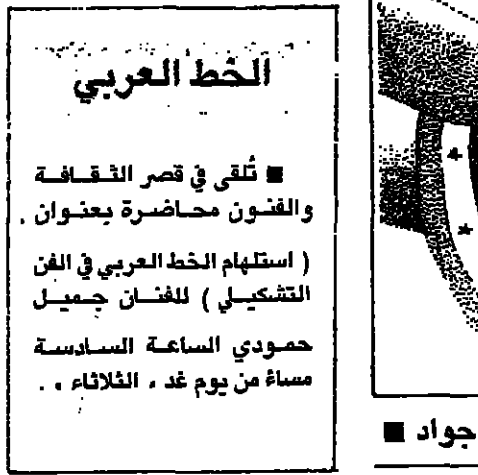 الخط العربي
■ تُلقى في قصر الثقافة
والفنون محاضرة بعنوان
( استلهام الخط العربي في الفن
التشكيلي ) للفنان جميل
حمودي الساعة السادسة
مساءً من يوم غد ، الثلاثاء ، .
جواد ■